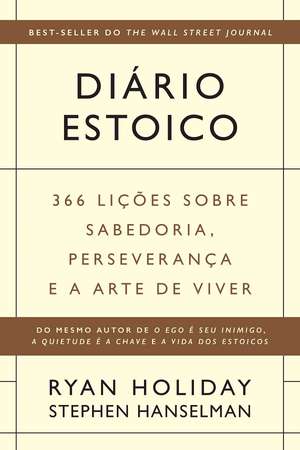 BEST-SELLER DO THE WALL STREET JOURNAL
DIÁRIO
ESTOICO
366 LIÇÕES SOBRE
SABEDORIA,
PERSEVERANÇA
E A ARTE DE VIVER
DO MESMO AUTOR DE O EGO É SEU INIMIGO,
A QUIETUDE É A CHAVE E A VIDA DOS ESTOICOS
RYAN HOLIDAY
STEPHEN HANSELMAN